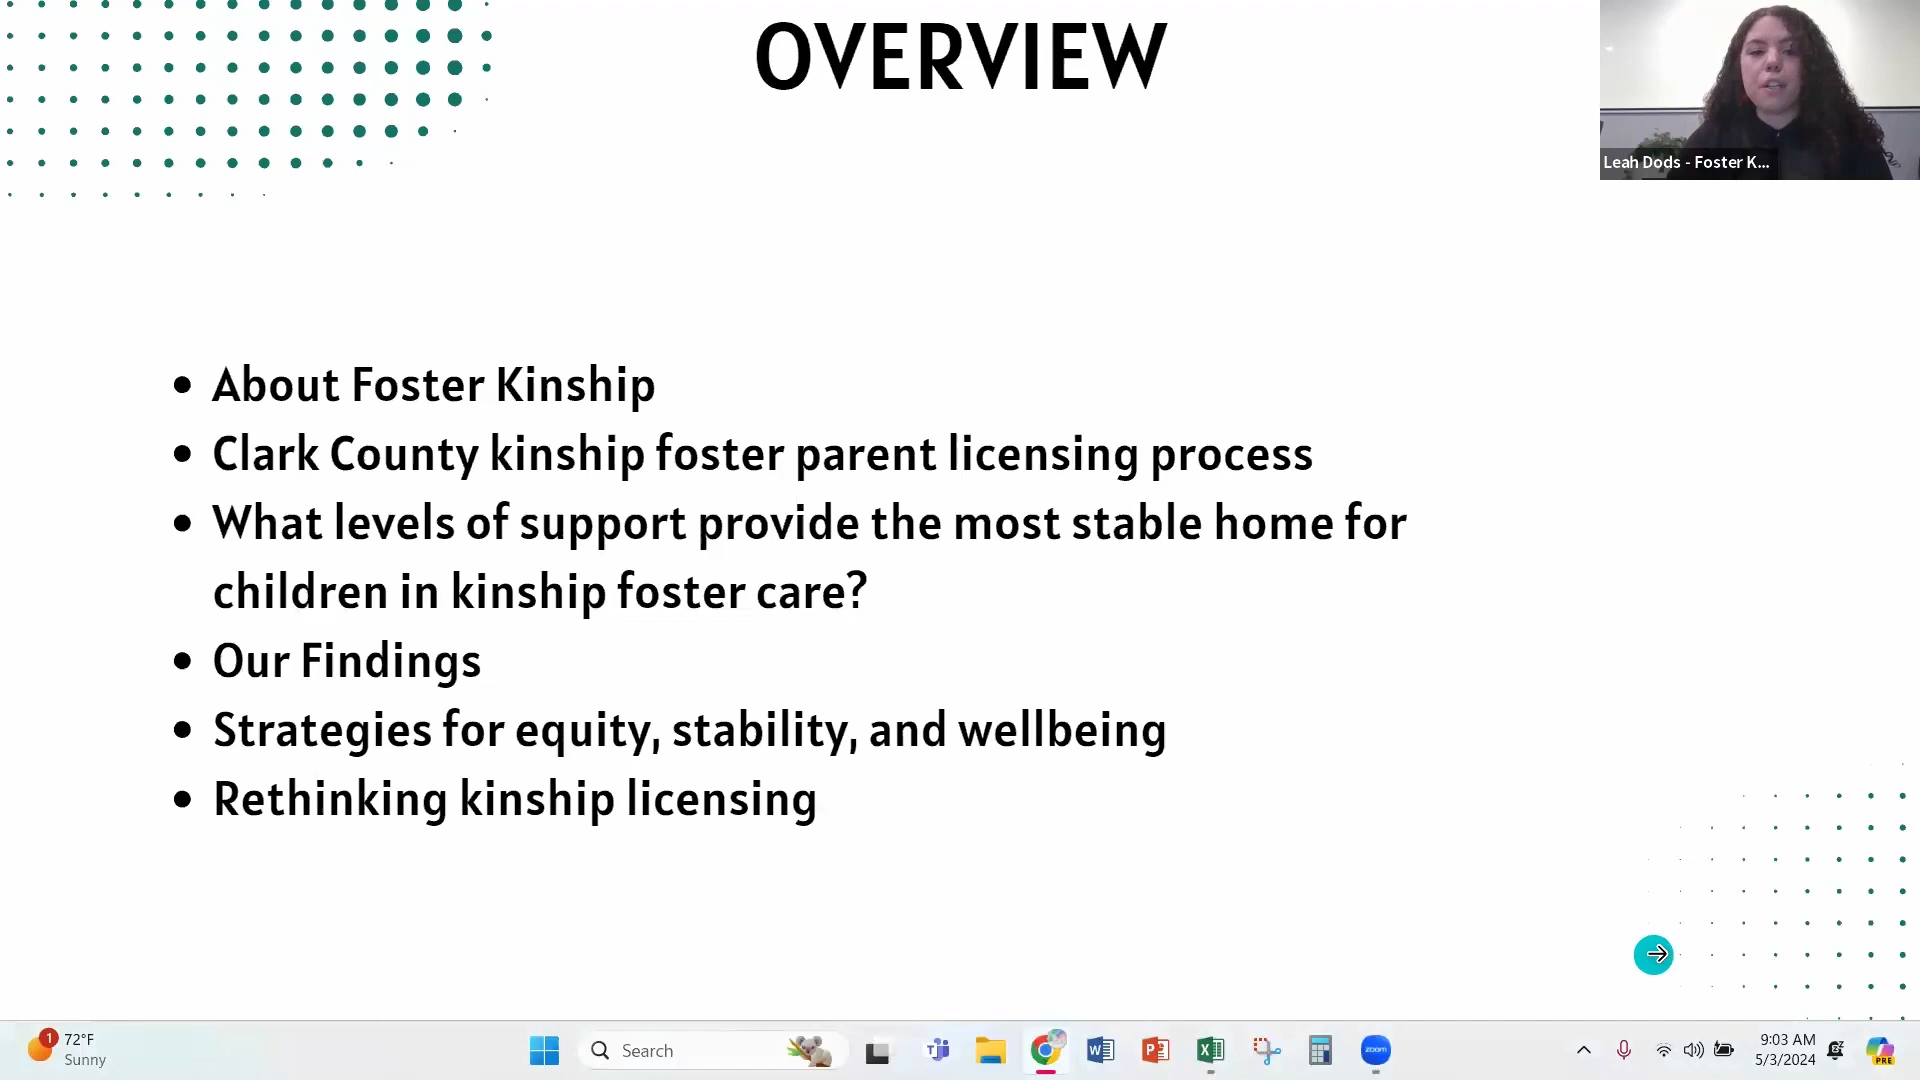 OVERVIEW
Leah Dods - Foster K...
• About Foster Kinship
• Clark County kinship foster parent licensing process
• What levels of support provide the most stable home for
children in kinship foster care?
• Our Findings
• Strategies for equity, stability, and wellbeing
• Rethinking kinship licensing
1
72°F
Sunny
Search
zoom
9:03 AM
5/3/2024
PRE